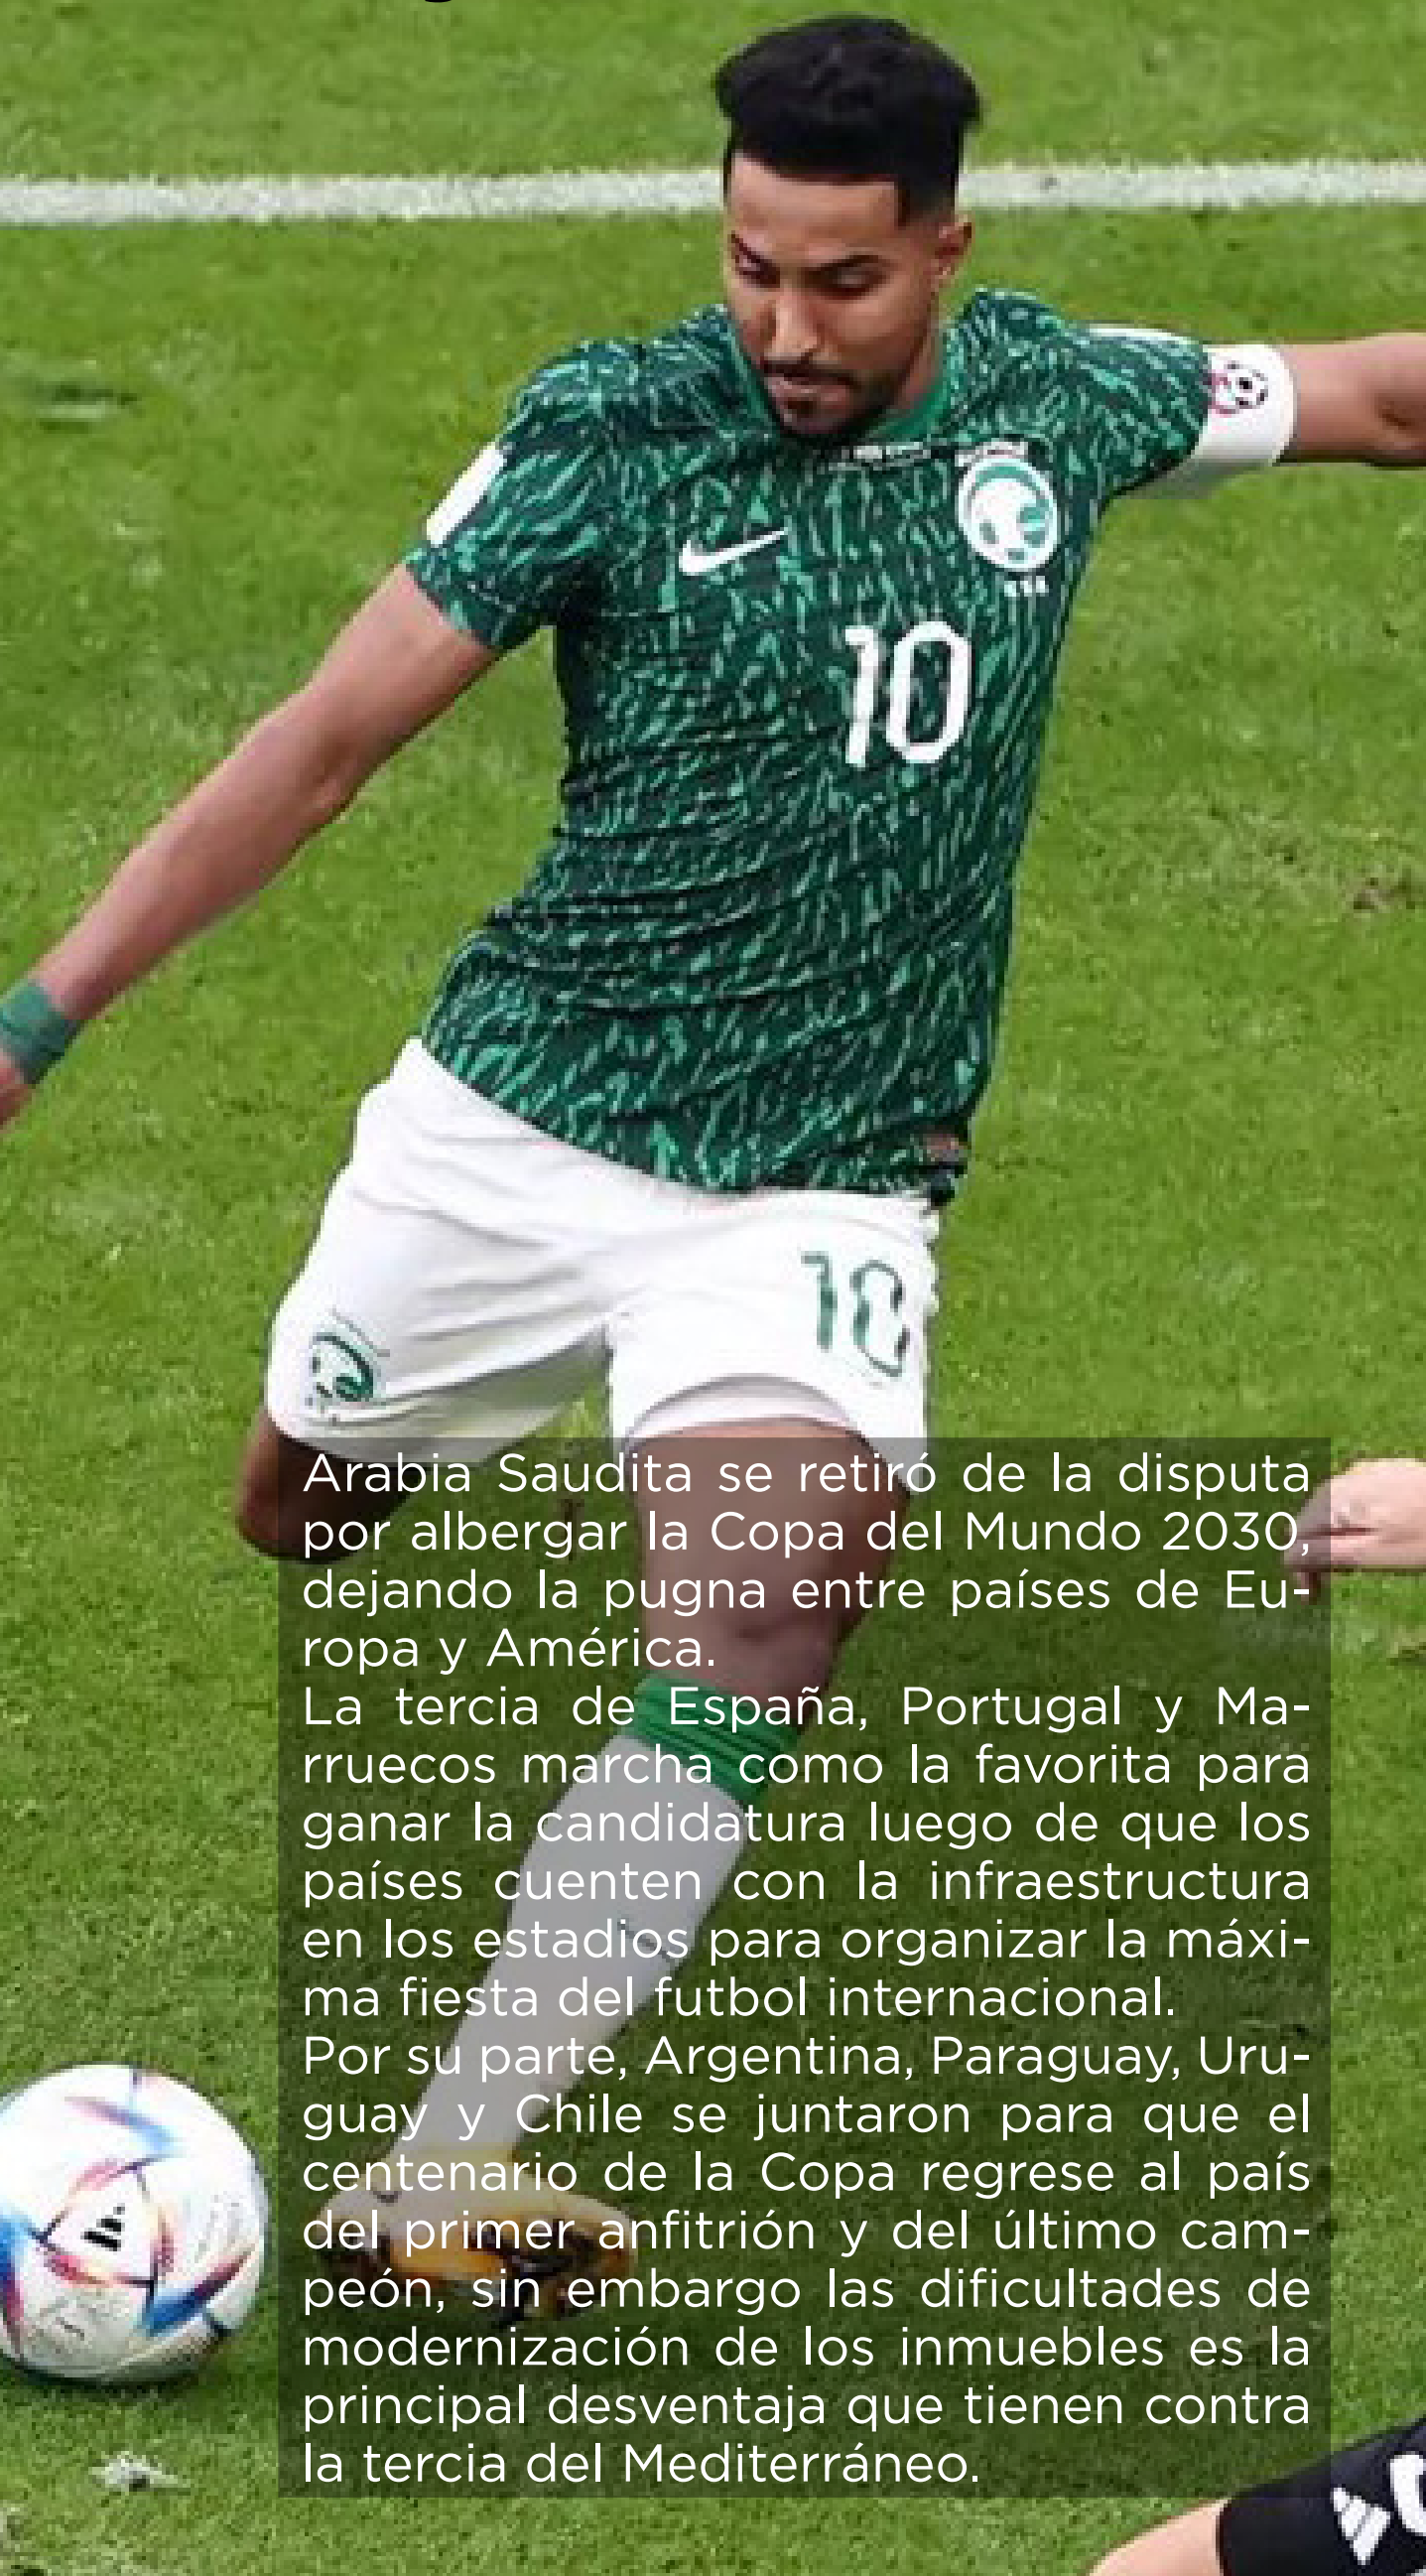 10
10
Arabia Saudita se retiró de la disputa
por albergar la Copa del Mundo 2030,
dejando la pugna entre países de Eu-
ropa y América.
La tercia de España, Portugal y Ma-
rruecos marcha como la favorita para
ganar la candidatura luego de que los
países cuenten con la infraestructura
en los estadios para organizar la máxi-
ma fiesta del futbol internacional.
Por su parte, Argentina, Paraguay, Uru-
guay y Chile se juntaron para que el
centenario de la Copa regrese al país
del primer anfitrión y del último cam-
peón, sin embargo las dificultades de
modernización de los inmuebles es la
principal desventaja que tienen contra
la tercia del Mediterráneo.